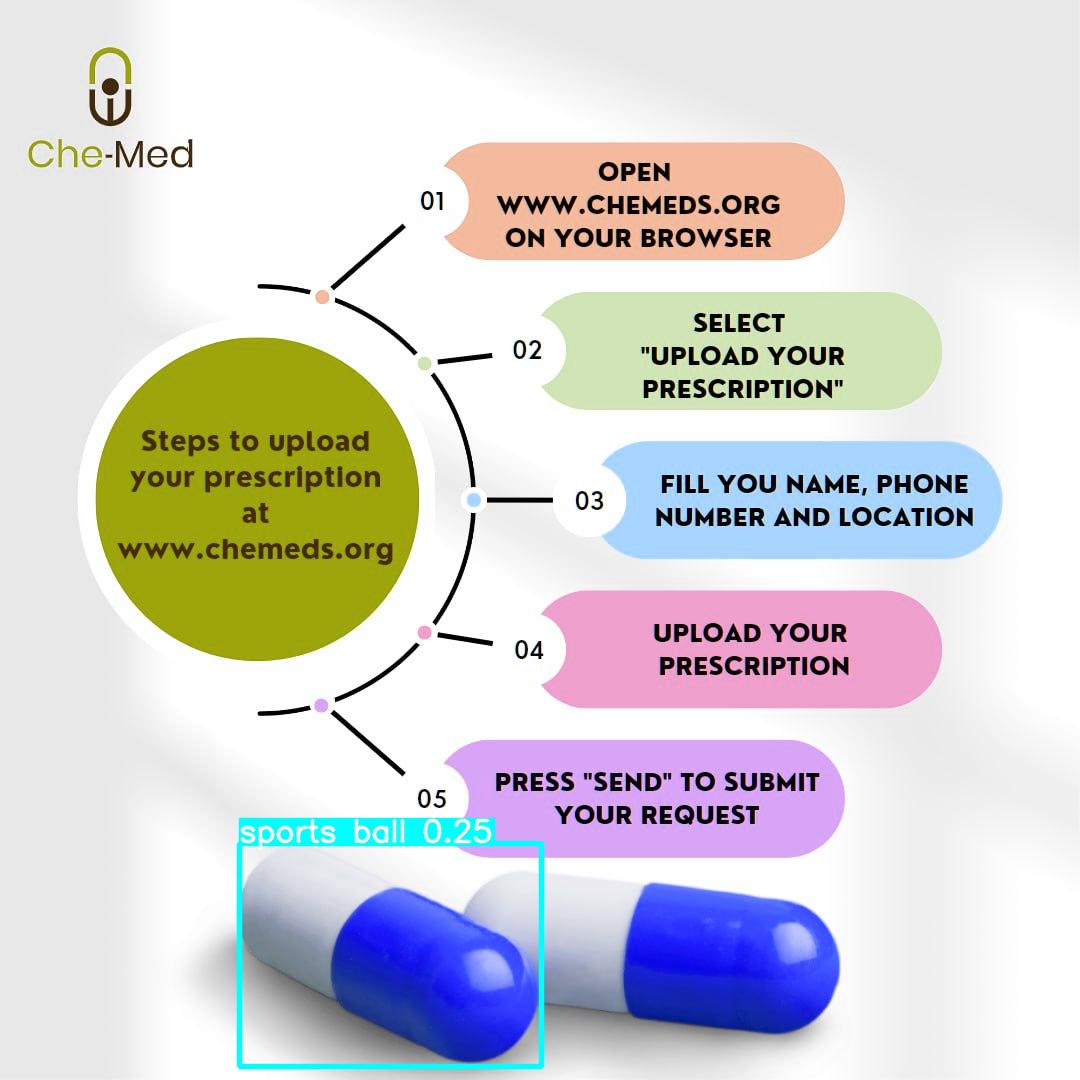 Che-Med
Steps to upload
your prescription
at
www.chemeds.org
01
OPEN
WWW.CHEMEDS.ORG
ON YOUR BROWSER
02
SELECT
"UPLOAD YOUR
PRESCRIPTION"
03
FILL YOU NAME, PHONE
NUMBER AND LOCATION
04
UPLOAD YOUR
PRESCRIPTION
05
PRESS "SEND" TO SUBMIT
YOUR REQUEST
sports ball 0.25